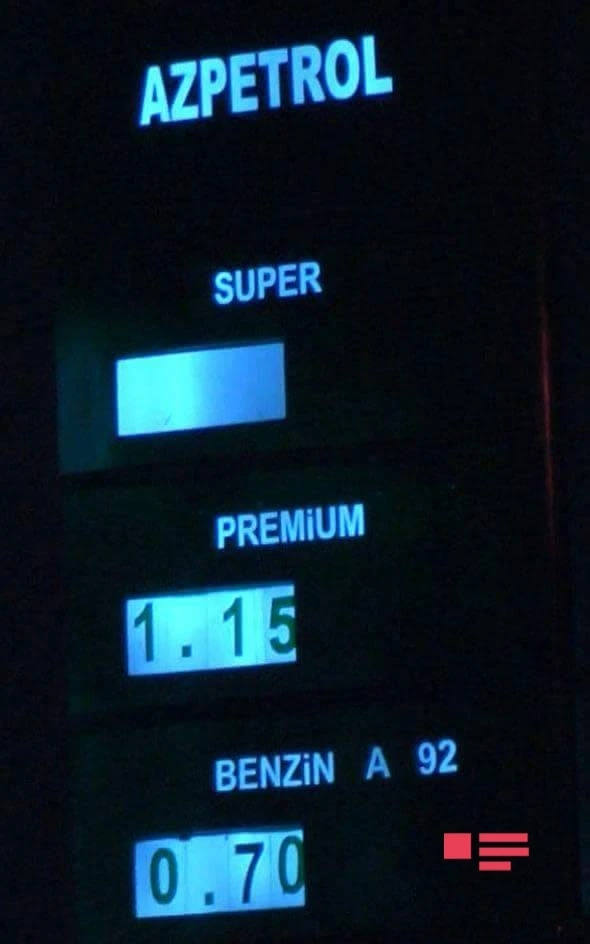 AZPETROL
SUPER
PREMiUM
1.15
BENZiN A 92
0.70